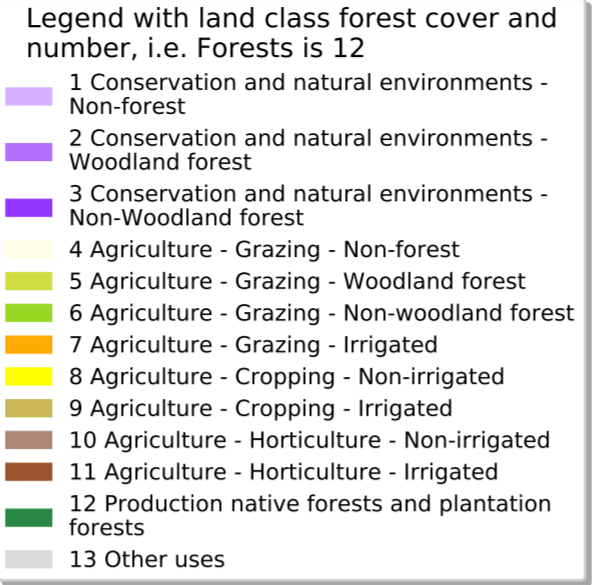 Legend with land class forest cover and
number, i.e. Forests is 12
1 Conservation and natural environments -
Non-forest
2 Conservation and natural environments -
Woodland forest
3 Conservation and natural environments -
Non-Woodland forest
4 Agriculture - Grazing - Non-forest
5 Agriculture - Grazing - Woodland forest
6 Agriculture - Grazing - Non-woodland forest
7 Agriculture - Grazing - Irrigated
8 Agriculture - Cropping - Non-irrigated
9 Agriculture - Cropping - Irrigated
10 Agriculture - Horticulture - Non-irrigated
11 Agriculture - Horticulture - Irrigated
12 Production native forests and plantation
forests
13 Other uses